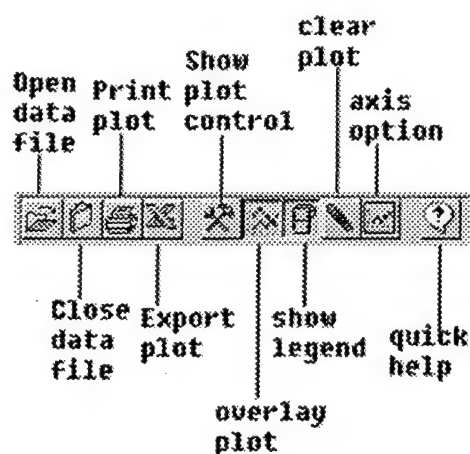 clear
plot
Show
plot
control
Open
data
file
Print
plot
axis
option
?
Close
data
file
Export
plot
show
legend
quick
help
overlay
plot